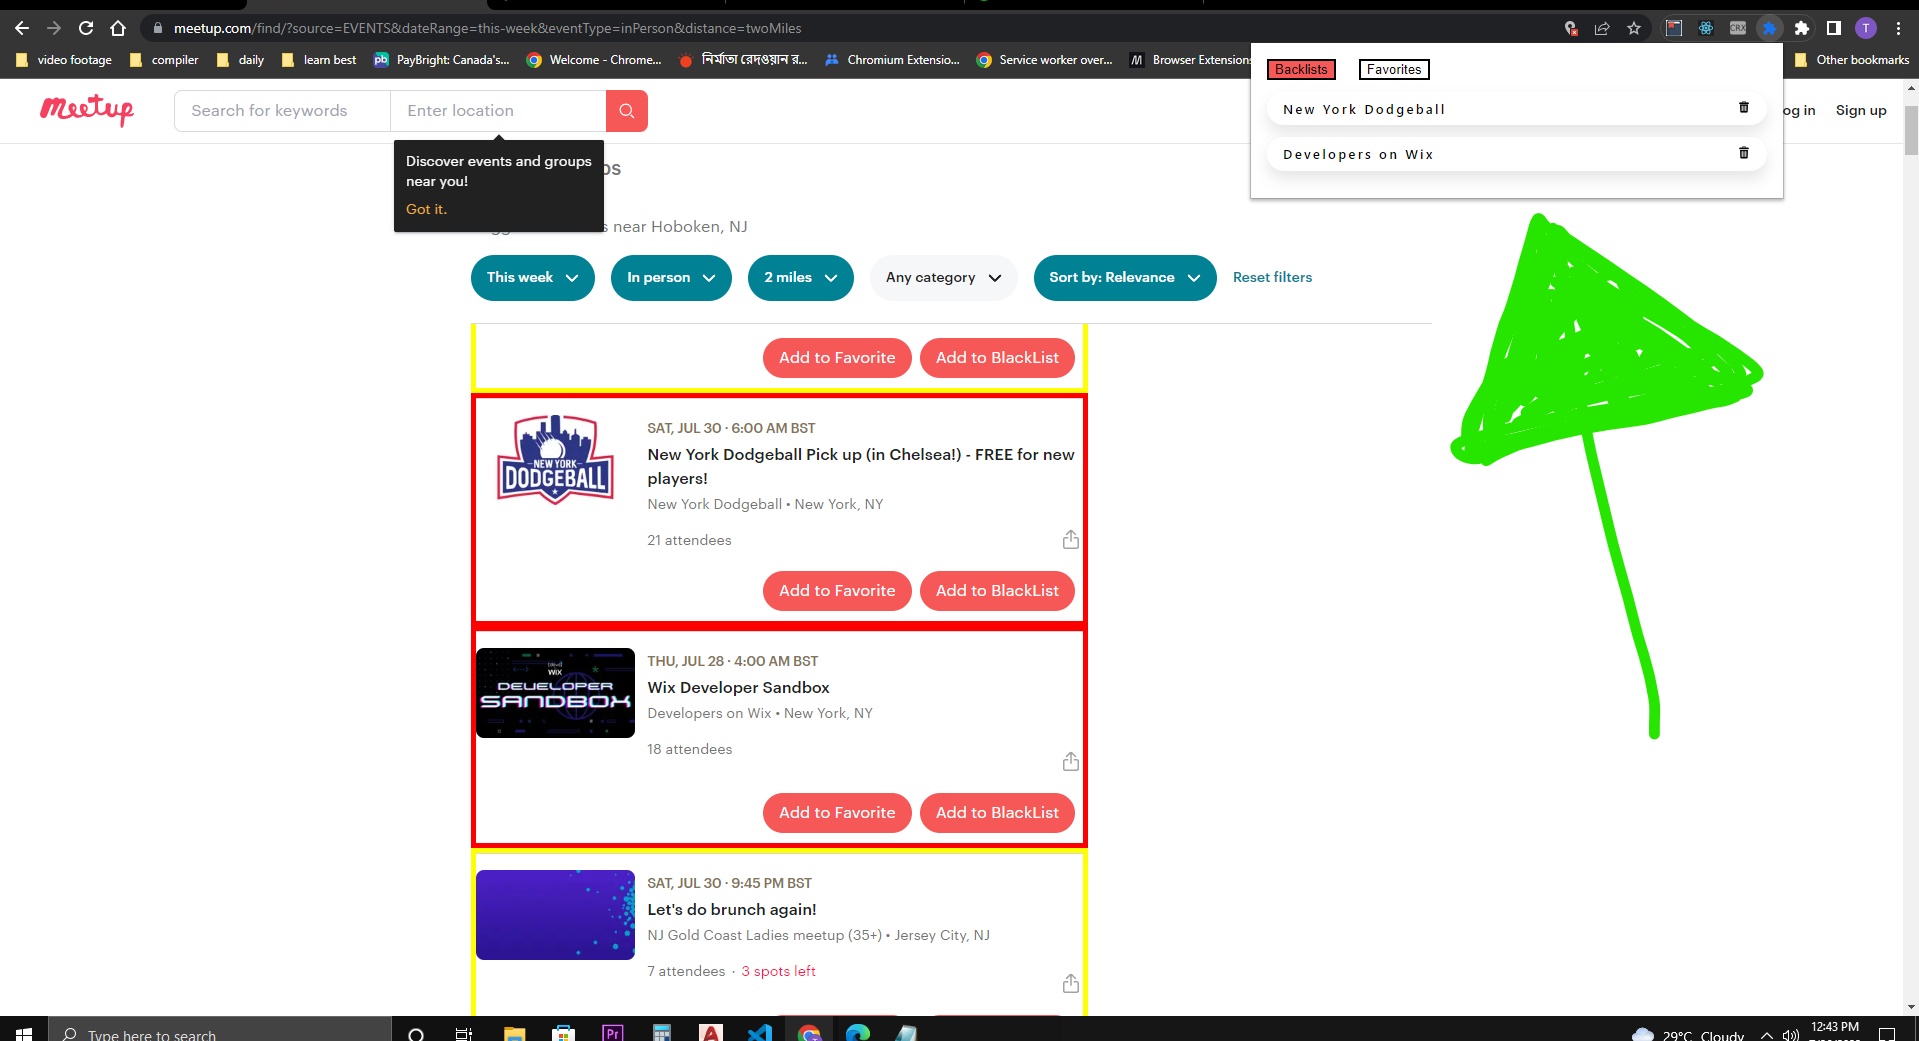 meetup.com/find/?source=EVENTS&dateRange=this-week&eventType=inPerson&distance=twoMiles
CRX
T
video footage
compiler
daily
learn best
pb
PayBright: Canada's...
Welcome - Chrome...
নির্মাতা রেদওয়ান র...
Chromium Extensio...
Service worker over...
M
Browser Extensions
Other bookmarks
meetup
Search for keywords
Enter location
Sign up
Discover events and groups
near you!
Got it.
near Hoboken, NJ
Backlists
Favorites
New York Dodgeball
Developers on Wix
This week
In person
2 miles
Any category
Sort by: Relevance
Reset filters
Add to Favorite
Add to BlackList
NEW YORK
DODGEBALL
SAT, JUL 30 · 6:00 AM BST
New York Dodgeball Pick up (in Chelsea!) - FREE for new
players!
New York Dodgeball • New York, NY
21 attendees
Add to Favorite
Add to BlackList
WIX
DEVELOPER
SANDBOX
THU, JUL 28 · 4:00 AM BST
Wix Developer Sandbox
Developers on Wix • New York, NY
18 attendees
Add to Favorite
Add to BlackList
SAT, JUL 30 · 9:45 PM BST
Let's do brunch again!
NJ Gold Coast Ladies meetup (35+) • Jersey City, NJ
7 attendees · 3 spots left
Type here to search
Pr
29°C Cloudy
12:43 PM